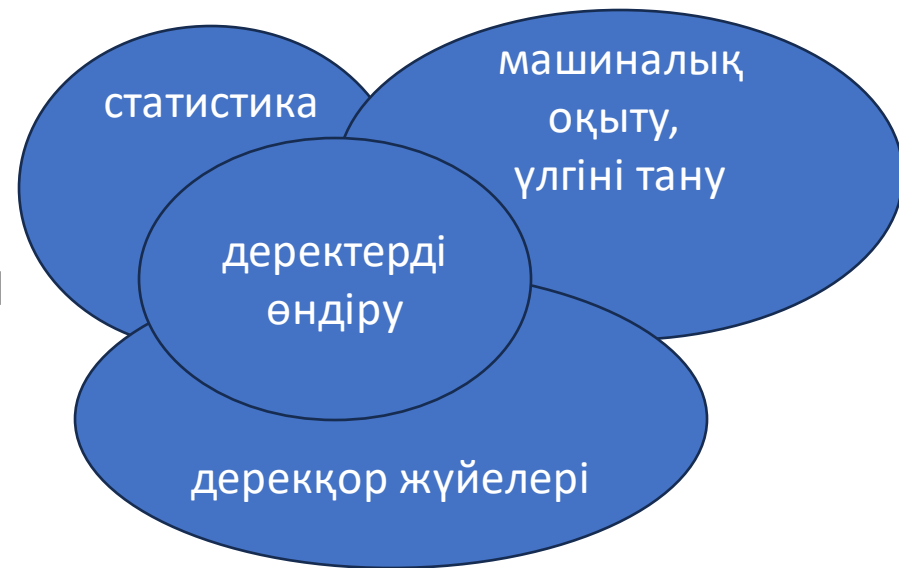 статистика
машиналық
оқыту,
үлгіні тану
деректерді
өндіру
дерекқор жүйелері